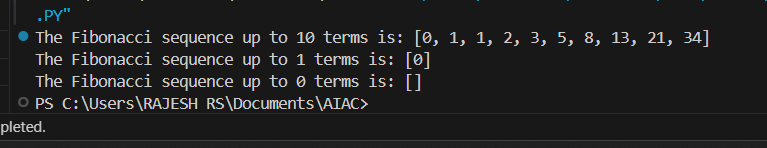 .PY"
The Fibonacci sequence up to 10 terms is: [0, 1, 1, 2, 3, 5, 8, 13, 21, 34]
The Fibonacci sequence up to 1 terms is: [0]
The Fibonacci sequence up to 0 terms is: []
PS C:\Users\RAJESH RS\Documents\AIAC>
pleted.